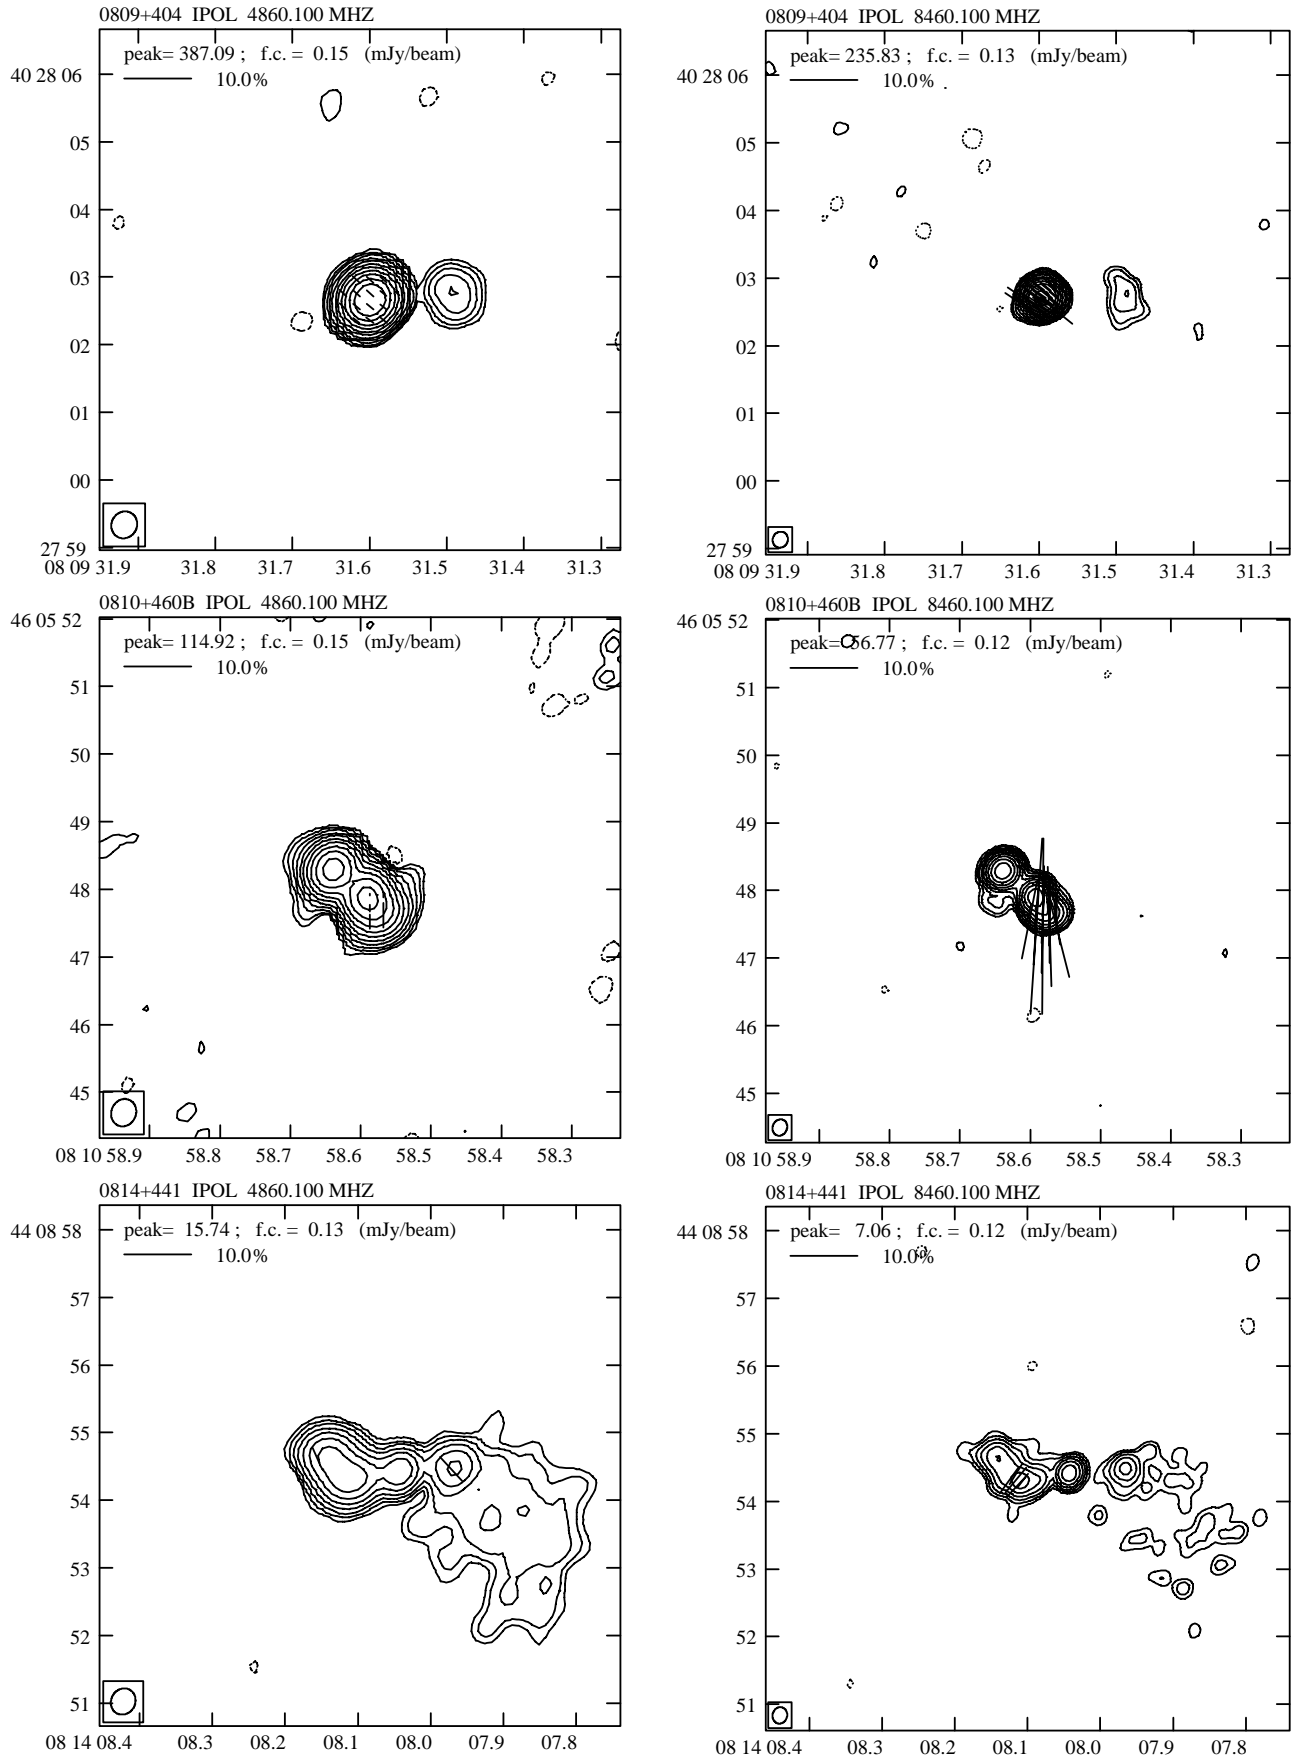 0809+404 IPOL 4860.100 MHZ
peak= 387.09 ; f.c. = 0.15 (mJy/beam)
10.0%
40 28 06
05
04
03
02
01
00
27 59
08 09 31.9 31.8 31.7 31.6 31.5 31.4 31.3
0809+404 IPOL 8460.100 MHZ
peak= 235.83 ; f.c. = 0.13 (mJy/beam)
10.0%
40 28 06
05
04
03
02
01
00
27 59
08 09 31.9 31.8 31.7 31.6 31.5 31.4 31.3
0810+460B IPOL 4860.100 MHZ
peak= 114.92 ; f.c. = 0.15 (mJy/beam)
10.0%
46 05 52
51
50
49
48
47
46
45
08 10 58.9 58.8 58.7 58.6 58.5 58.4 58.3
0810+460B IPOL 8460.100 MHZ
peak= 56.77 ; f.c. = 0.12 (mJy/beam)
10.0%
46 05 52
51
50
49
48
47
46
45
08 10 58.9 58.8 58.7 58.6 58.5 58.4 58.3
0814+441 IPOL 4860.100 MHZ
peak= 15.74 ; f.c. = 0.13 (mJy/beam)
10.0%
44 08 58
57
56
55
54
53
52
51
08 14 08.4 08.3 08.2 08.1 08.0 07.9 07.8
0814+441 IPOL 8460.100 MHZ
peak= 7.06 ; f.c. = 0.12 (mJy/beam)
10.0%
44 08 58
57
56
55
54
53
52
51
08 14 08.4 08.3 08.2 08.1 08.0 07.9 07.8